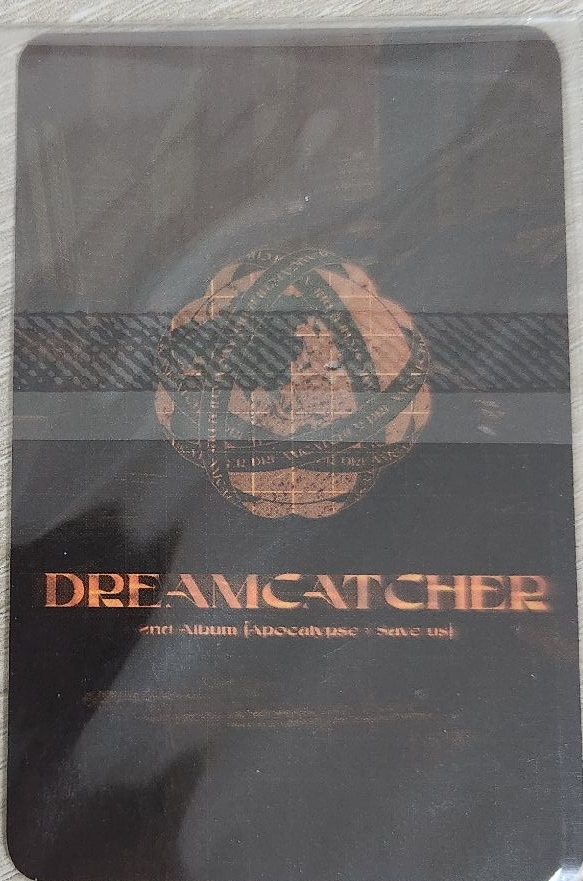 DREAMCATCHER
2nd Album [Apocalypse : Save us]